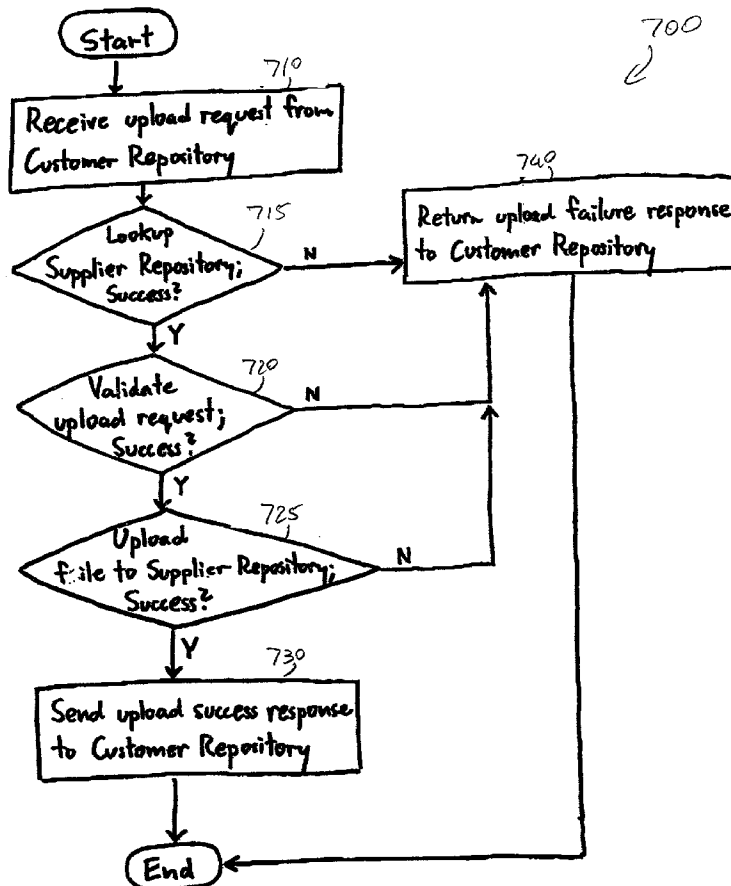 Start
700
710
Receive upload request from
Customer Repository
740
Return upload failure response
to Customer Repository
715
Lookup
Supplier Repository;
Success?
N
Y
720
Validate
upload request;
Success?
N
Y
725
Upload
file to Supplier Repository;
Success?
N
Y
730
Send upload success response
to Customer Repository
End